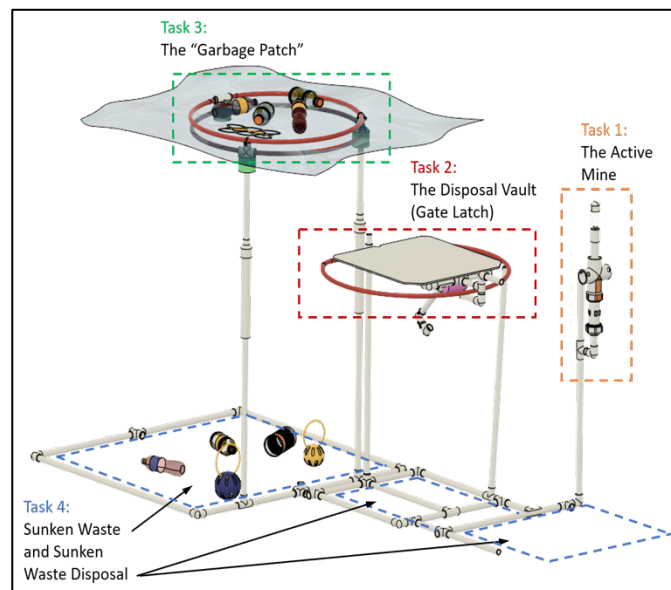 Task 3:
The “Garbage Patch”
Task 1:
The Active
Mine
Task 2:
The Disposal Vault
(Gate Latch)
Task 4:
Sunken Waste
and Sunken
Waste Disposal